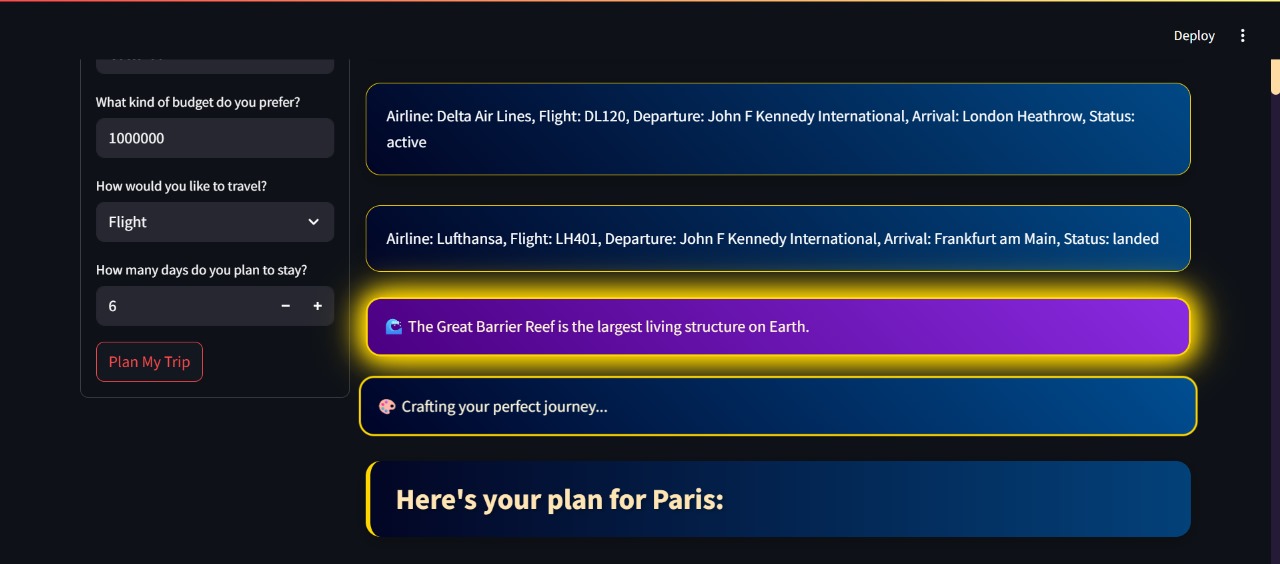 Deploy
What kind of budget do you prefer?
1000000
How would you like to travel?
Flight
How many days do you plan to stay?
6
Plan My Trip
Airline: Delta Air Lines, Flight: DL120, Departure: John F Kennedy International, Arrival: London Heathrow, Status:
active
Airline: Lufthansa, Flight: LH401, Departure: John F Kennedy International, Arrival: Frankfurt am Main, Status: landed
🌊 The Great Barrier Reef is the largest living structure on Earth.
🎨 Crafting your perfect journey...
Here's your plan for Paris: